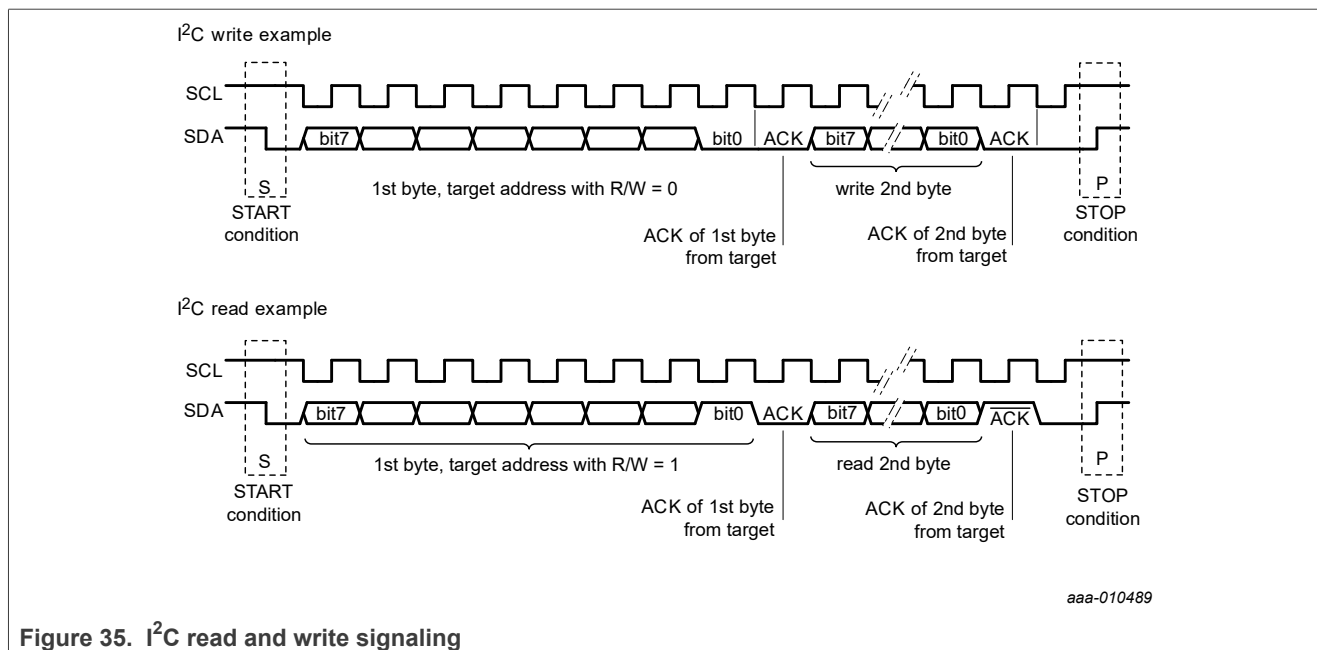 I²C write example
SCL
SDA
bit7
bit0
ACK
bit7
bit0
ACK
S
START
condition
1st byte, target address with R/W = 0
write 2nd byte
ACK of 1st byte
from target
ACK of 2nd byte
from target
P
STOP
condition
I²C read example
SCL
SDA
bit7
bit0
ACK
bit7
bit0
ACK
S
START
condition
1st byte, target address with R/W = 1
read 2nd byte
ACK of 1st byte
from target
ACK of 2nd byte
from target
P
STOP
condition
aaa-010489
Figure 35. I²C read and write signaling